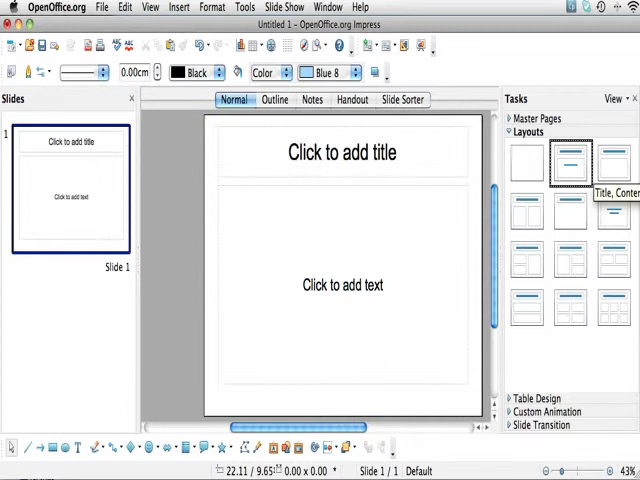 OpenOffice.org File Edit View Insert Format Tools Slide Show Window Help
Untitled 1 - OpenOffice.org Impress
0.00cm Black Color Blue 8
Slides
Normal Outline Notes Handout Slide Sorter
Tasks View
1
Click to add title
Click to add text
Slide 1
Click to add title
Click to add text
Master Pages
Layouts
Title, Conten
Table Design
Custom Animation
Slide Transition
22.11 / 9.65 0.00 x 0.00 * Slide 1 / 1 Default 43%